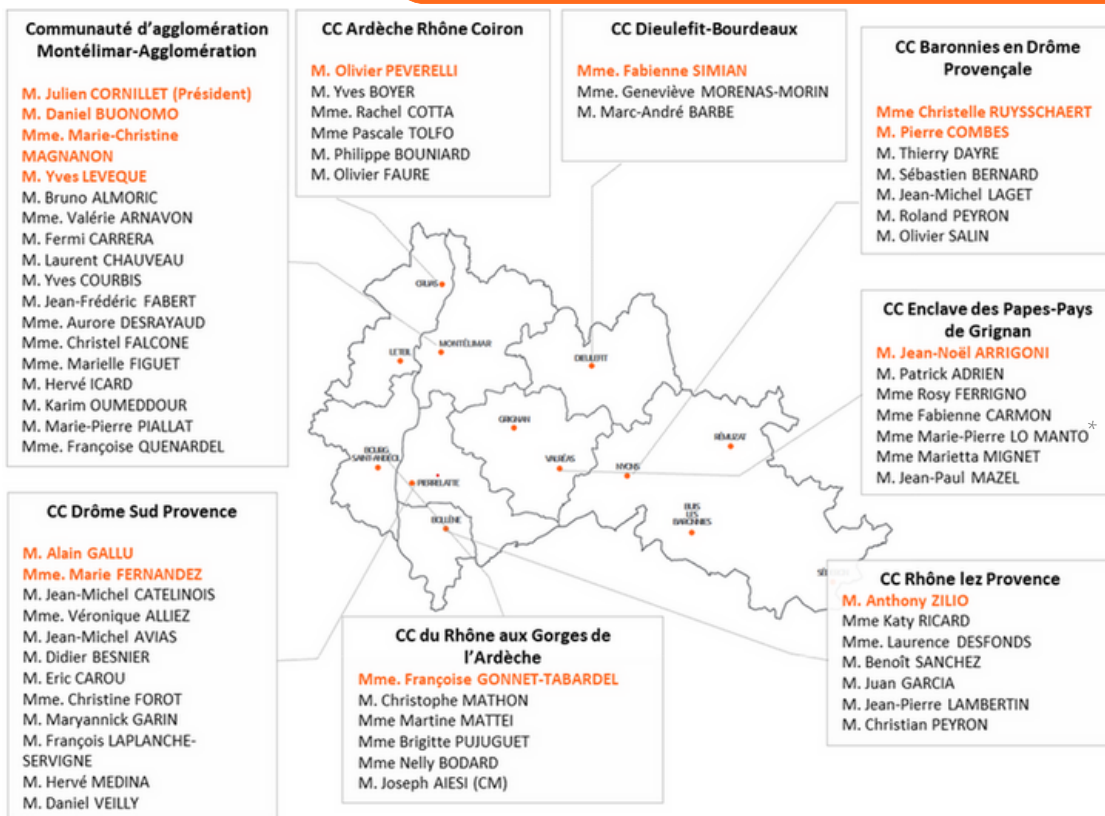 Communauté d'agglomération
Montélimar-Agglomération
M. Julien CORNILLET (Président)
M. Daniel BUONOMO
Mme. Marie-Christine
MAGNANON
M. Yves LEVEQUE
M. Bruno ALMORIC
Mme. Valérie ARNAVON
M. Fermi CARRERA
M. Laurent CHAUVEAU
M. Yves COURBIS
M. Jean-Frédéric FABERT
Mme. Aurore DESRAYAUD
Mme. Christel FALCONE
Mme. Marielle FIGUET
M. Hervé ICARD
M. Karim OUMEDDOUR
M. Marie-Pierre PIALLAT
Mme. Françoise QUENARDEL
CC Ardèche Rhône Coiron
M. Olivier PEVERELLI
M. Yves BOYER
Mme. Rachel COTTA
Mme Pascale TOLFO
M. Philippe BOUNIARD
M. Olivier FAURE
CC Dieulefit-Bourdeaux
Mme. Fabienne SIMIAN
Mme. Geneviève MORENAS-MORIN
M. Marc-André BARBE
CC Baronnies en Drôme
Provençale
Mme Christelle RUYSSCHAERT
M. Pierre COMBES
M. Thierry DAYRE
M. Sébastien BERNARD
M. Jean-Michel LAGET
M. Roland PEYRON
M. Olivier SALIN
CC Enclave des Papes-Pays
de Grignan
M. Jean-Noël ARRIGONI
M. Patrick ADRIEN
Mme Rosy FERRIGNO
Mme Fabienne CARMON
Mme Marie-Pierre LO MANTO*
Mme Marietta MIGNET
M. Jean-Paul MAZEL
CRUAS
LE TEIL
MONTÉLIMAR
DIEULEFIT
GRIGNAN
VALRÉAS
NYONS
RÉMUZAT
BOURG
SAINT-ANDÉOL
PIERRELATTE
BOLLÈNE
BUIS
LES
BARONNIES
CC Drôme Sud Provence
M. Alain GALLU
Mme. Marie FERNANDEZ
M. Jean-Michel CATELINOIS
Mme. Véronique ALLIEZ
M. Jean-Michel AVIAS
M. Didier BESNIER
M. Eric CAROU
Mme. Christine FOROT
M. Maryannick GARIN
M. François LAPLANCHE-
SERVIGNE
M. Hervé MEDINA
M. Daniel VEILLY
CC du Rhône aux Gorges de
l'Ardèche
Mme. Françoise GONNET-TABARDEL
M. Christophe MATHON
Mme Martine MATTEI
Mme Brigitte PUJUGUET
Mme Nelly BODARD
M. Joseph AIESI (CM)
CC Rhône lez Provence
M. Anthony ZILIO
Mme Katy RICARD
Mme. Laurence DESFONDS
M. Benoît SANCHEZ
M. Juan GARCIA
M. Jean-Pierre LAMBERTIN
M. Christian PEYRON